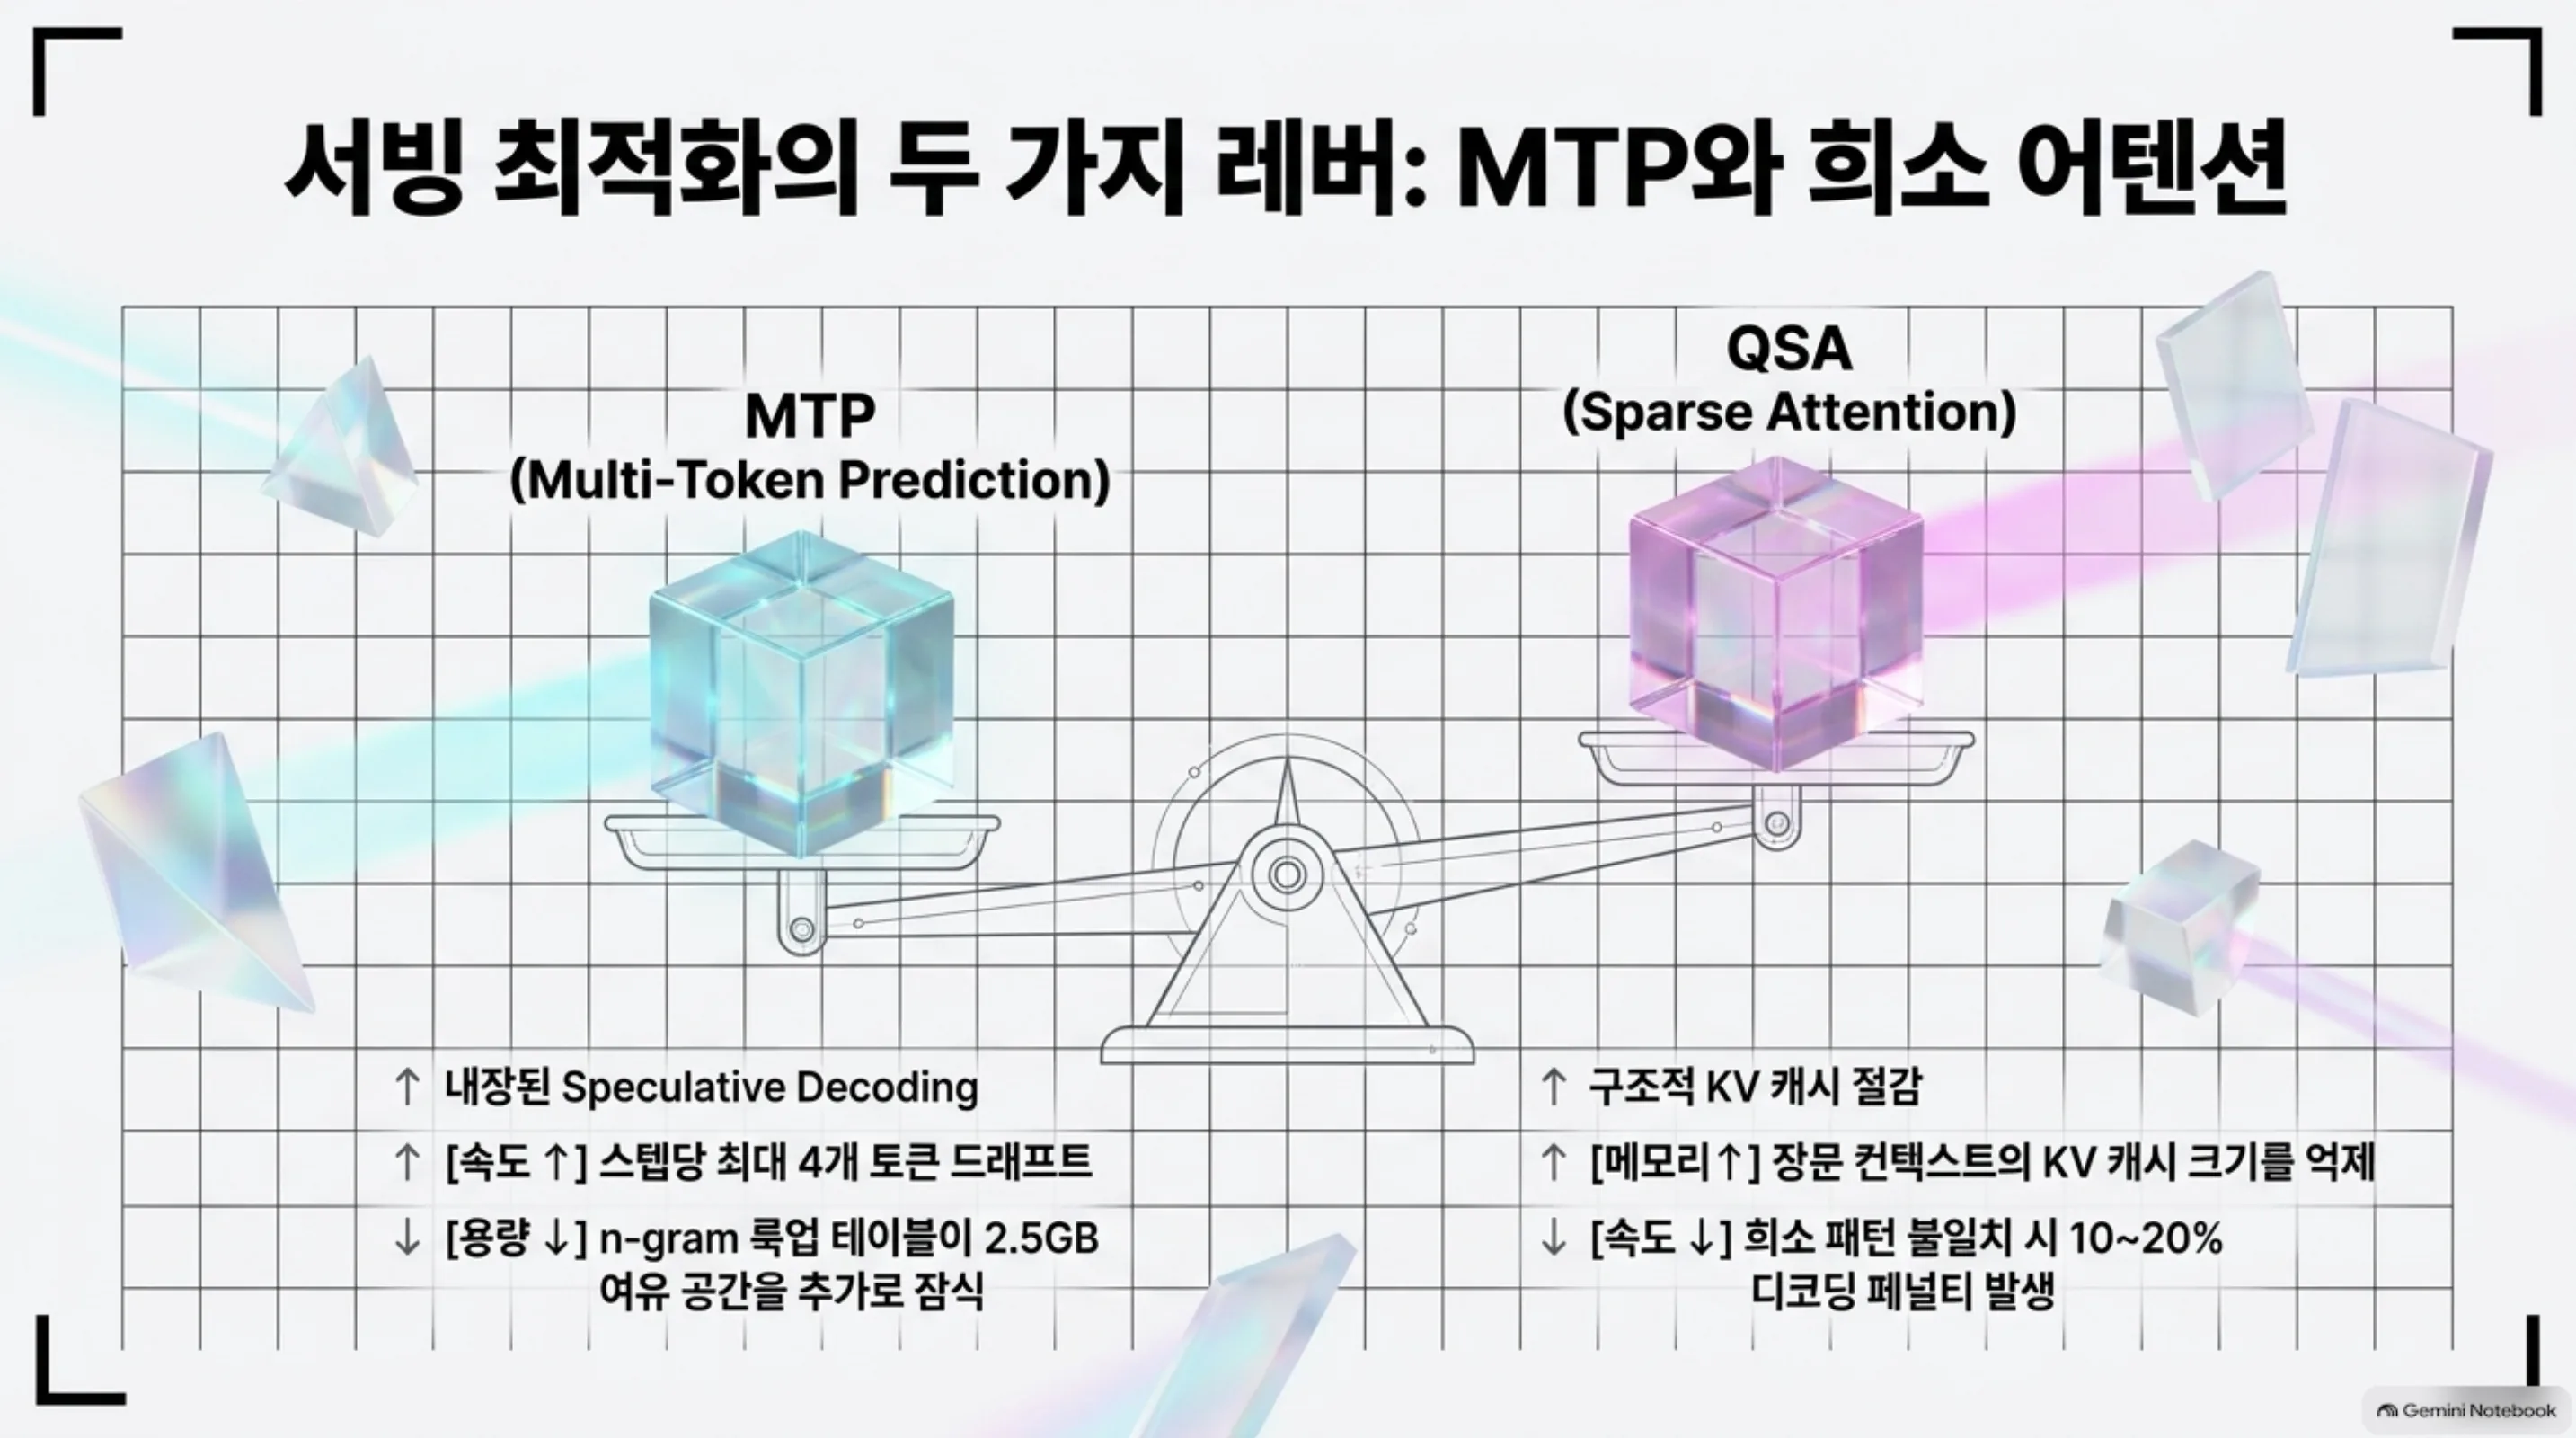 서빙 최적화의 두 가지 레버: MTP와 희소 어텐션
MTP
(Multi-Token Prediction)
QSA
(Sparse Attention)
↑ 내장된 Speculative Decoding
↑ [속도 ↑] 스텝당 최대 4개 토큰 드래프트
↓ [용량 ↓] n-gram 룩업 테이블이 2.5GB
여유 공간을 추가로 잠식
↑ 구조적 KV 캐시 절감
↑ [메모리↑] 장문 컨텍스트의 KV 캐시 크기를 억제
↓ [속도 ↓] 희소 패턴 불일치 시 10~20%
디코딩 페널티 발생
Gemini Notebook